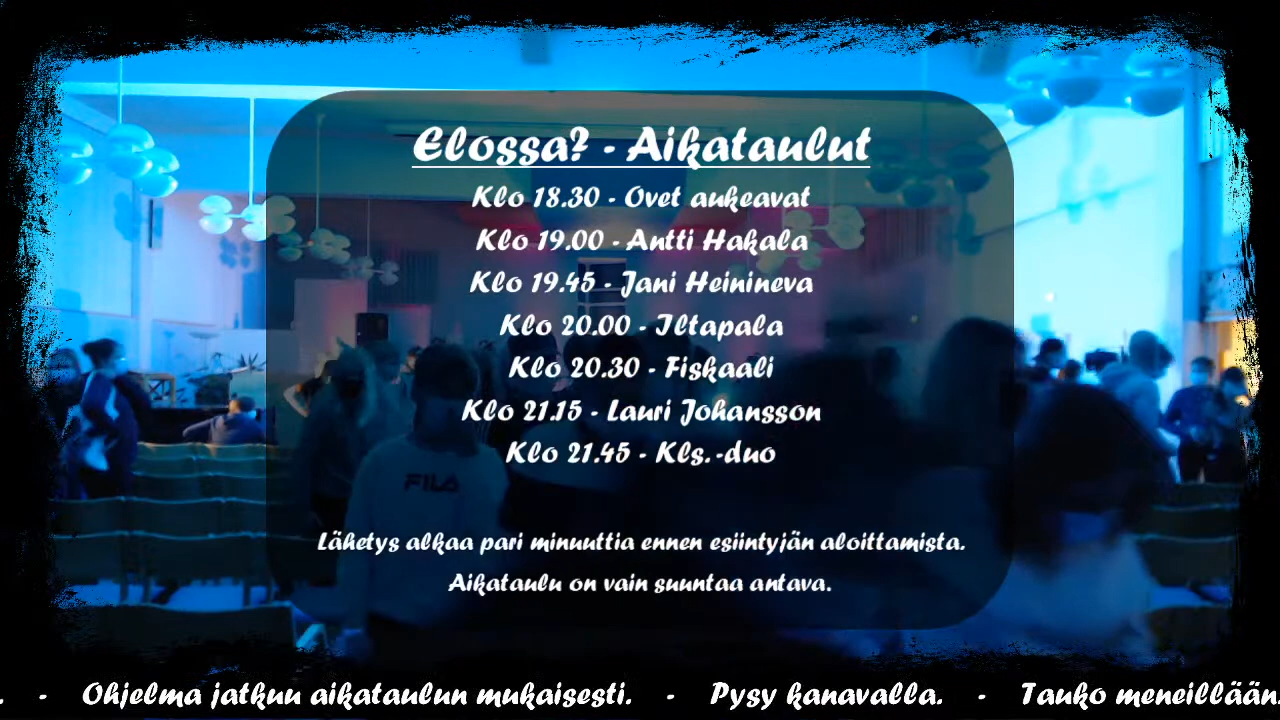 Elossa? - Aikataulut
Klo 18.30 - Ovet aukeavat
Klo 19.00 - Antti Hakala
Klo 19.45 - Jani Heinineva
Klo 20.00 - Iltapala
Klo 20.30 - Fiskaali
Klo 21.15 - Lauri Johansson
Klo 21.45 - Kls.-duo
FILA
Lähetys alkaa pari minuuttia ennen esiintyjän aloittamista.
Aikataulu on vain suuntaa antava.
. - Ohjelma jatkuu aikataulun mukaisesti. - Pysy kanavalla. - Tauko meneillään